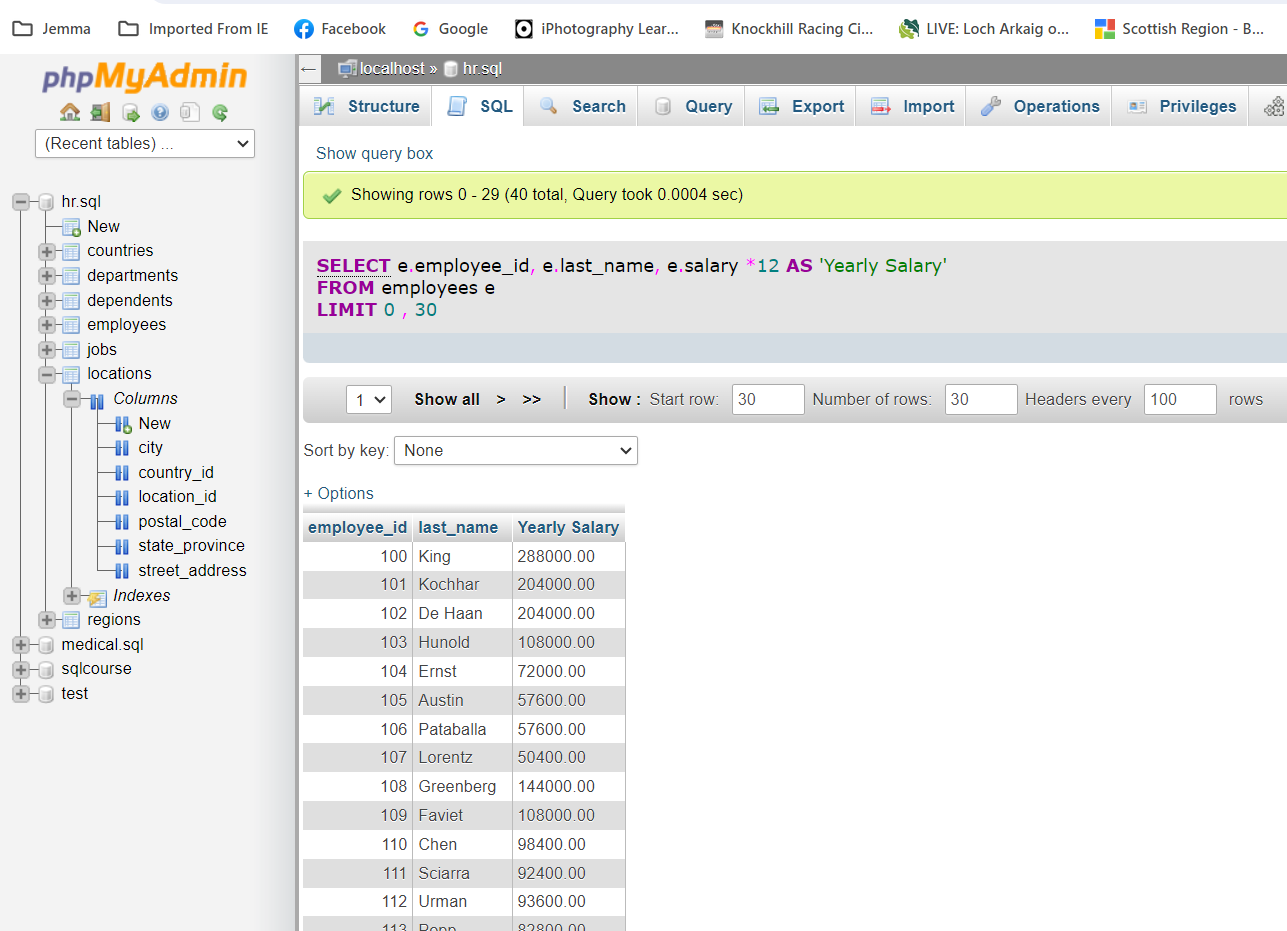 Jemma Imported From IE Facebook Google iPhotography Lear... Knockhill Racing Ci... LIVE: Loch Arkaig o... Scottish Region - B...
phpMyAdmin
(Recent tables) ...
hr.sql
New
countries
departments
dependents
employees
jobs
locations
Columns
New
city
country_id
location_id
postal_code
state_province
street_address
Indexes
regions
medical.sql
sqlcourse
test
localhost » hr.sql
Structure SQL Search Query Export Import Operations Privileges
Show query box
Showing rows 0 - 29 (40 total, Query took 0.0004 sec)
SELECT e.employee_id, e.last_name, e.salary *12 AS 'Yearly Salary'
FROM employees e
LIMIT 0 , 30
1 Show all > >> Show : Start row: 30 Number of rows: 30 Headers every 100 rows
Sort by key: None
+ Options
employee_id last_name Yearly Salary
100 King 288000.00
101 Kochhar 204000.00
102 De Haan 204000.00
103 Hunold 108000.00
104 Ernst 72000.00
105 Austin 57600.00
106 Pataballa 57600.00
107 Lorentz 50400.00
108 Greenberg 144000.00
109 Faviet 108000.00
110 Chen 98400.00
111 Sciarra 92400.00
112 Urman 93600.00
113 Popp 82800.00